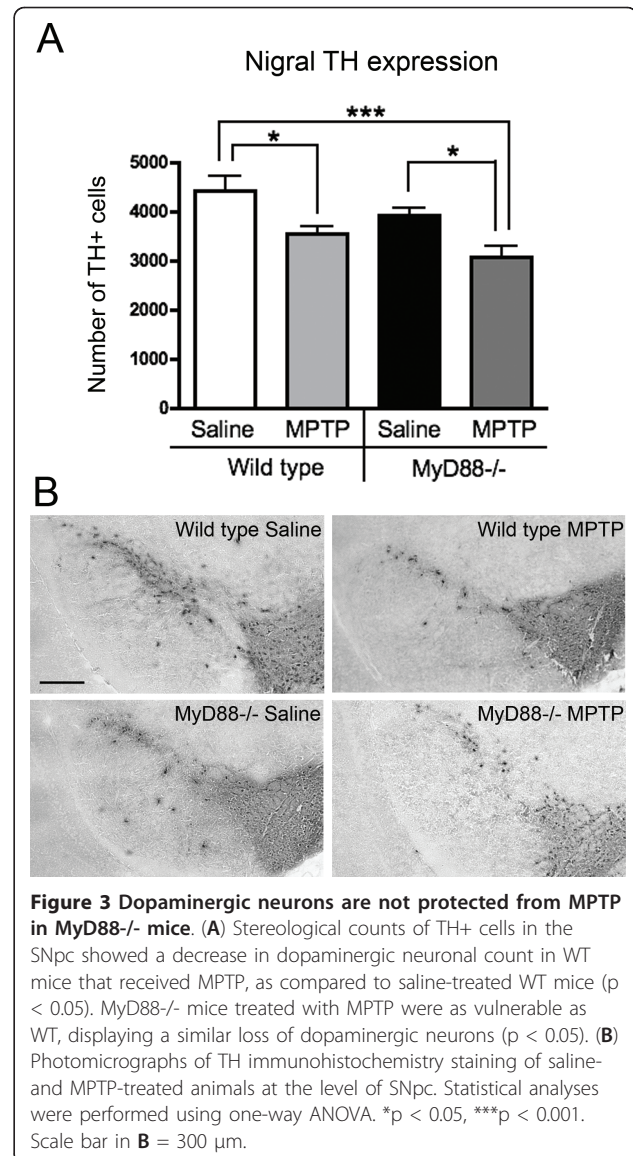 A
Nigral TH expression
***
*
*
5000
4000
3000
2000
1000
0
Number of TH+ cells
Saline MPTP Saline MPTP
Wild type MyD88-/-
B
Wild type Saline
Wild type MPTP
MyD88-/- Saline
MyD88-/- MPTP
Figure 3 Dopaminergic neurons are not protected from MPTP
in MyD88-/- mice. (A) Stereological counts of TH+ cells in the
SNpc showed a decrease in dopaminergic neuronal count in WT
mice that received MPTP, as compared to saline-treated WT mice (p
< 0.05). MyD88-/- mice treated with MPTP were as vulnerable as
WT, displaying a similar loss of dopaminergic neurons (p < 0.05). (B)
Photomicrographs of TH immunohistochemistry staining of saline-
and MPTP-treated animals at the level of SNpc. Statistical analyses
were performed using one-way ANOVA. *p < 0.05, ***p < 0.001.
Scale bar in B = 300 μm.